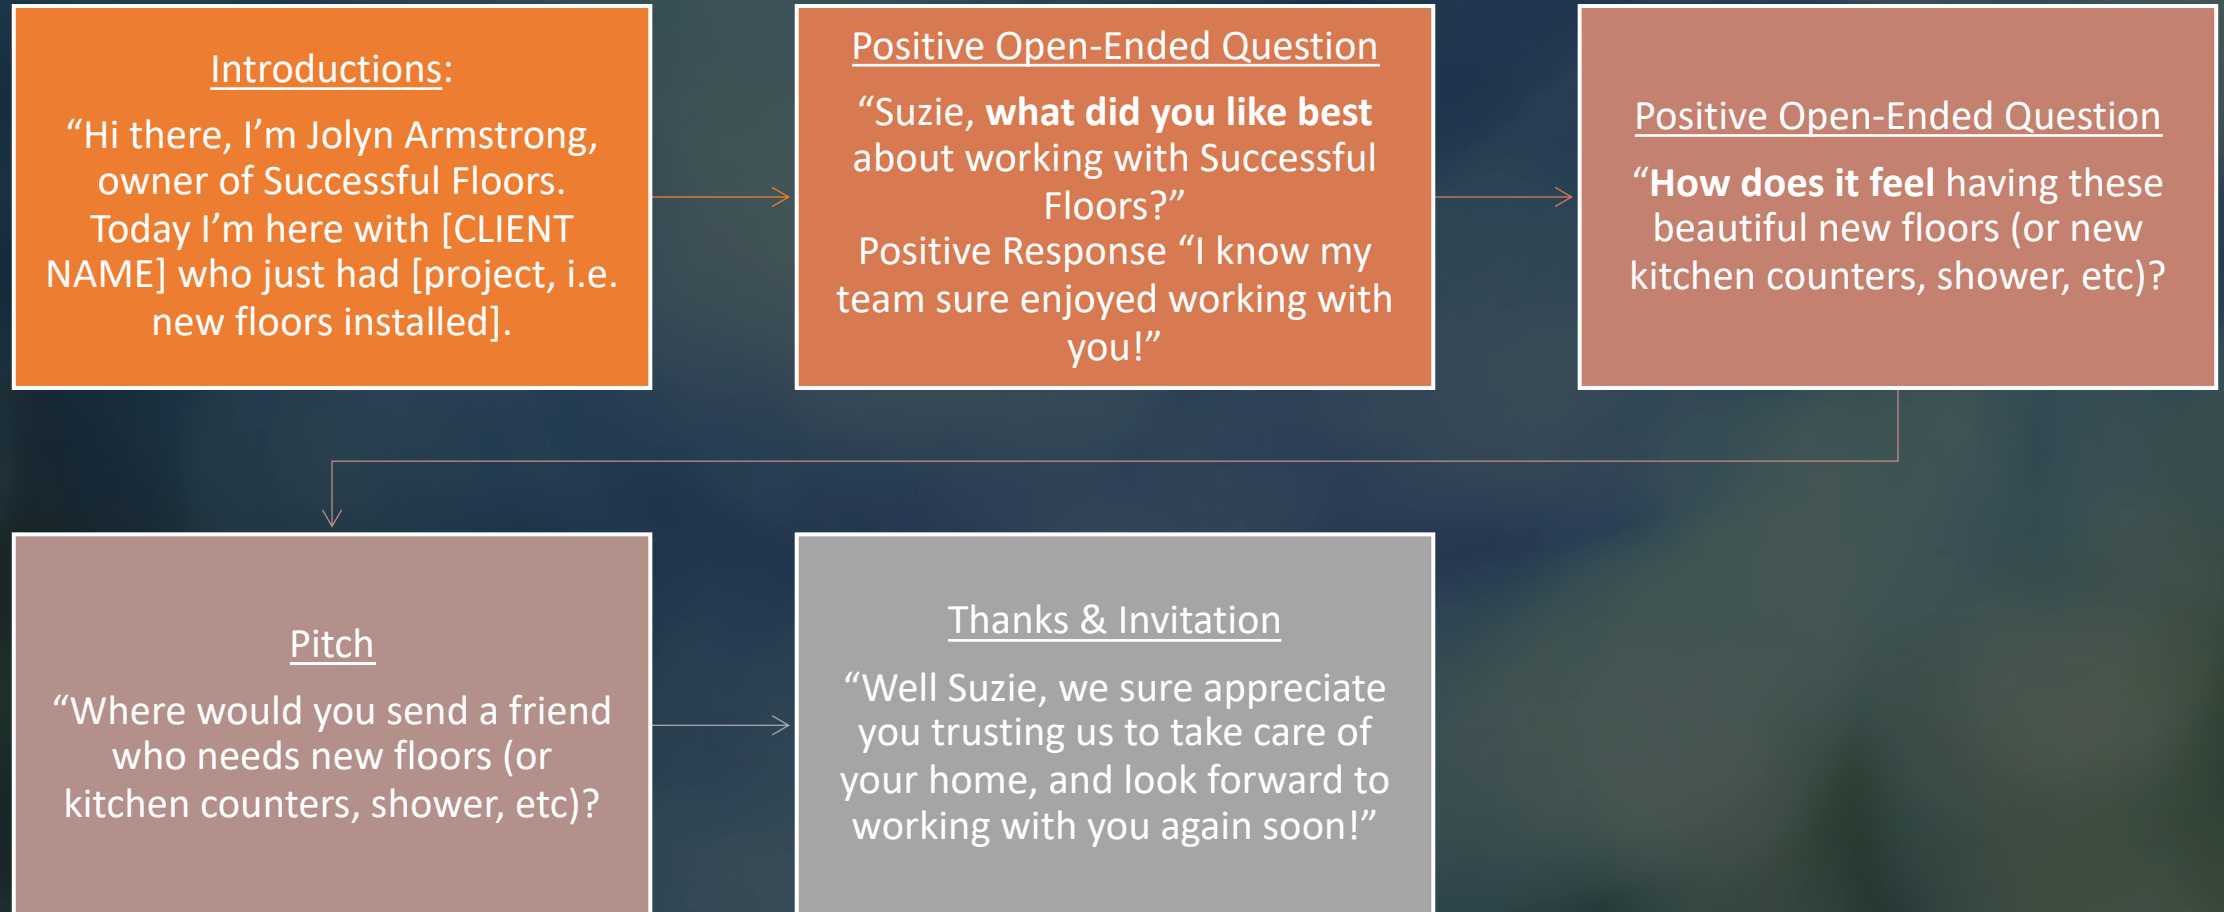 Introductions:
“Hi there, I’m Jolyn Armstrong,
owner of Successful Floors.
Today I’m here with [CLIENT
NAME] who just had [project, i.e.
new floors installed].
Positive Open-Ended Question
“Suzie, what did you like best
about working with Successful
Floors?”
Positive Response “I know my
team sure enjoyed working with
you!”
Positive Open-Ended Question
“How does it feel having these
beautiful new floors (or new
kitchen counters, shower, etc)?
Pitch
“Where would you send a friend
who needs new floors (or
kitchen counters, shower, etc)?
Thanks & Invitation
“Well Suzie, we sure appreciate
you trusting us to take care of
your home, and look forward to
working with you again soon!”